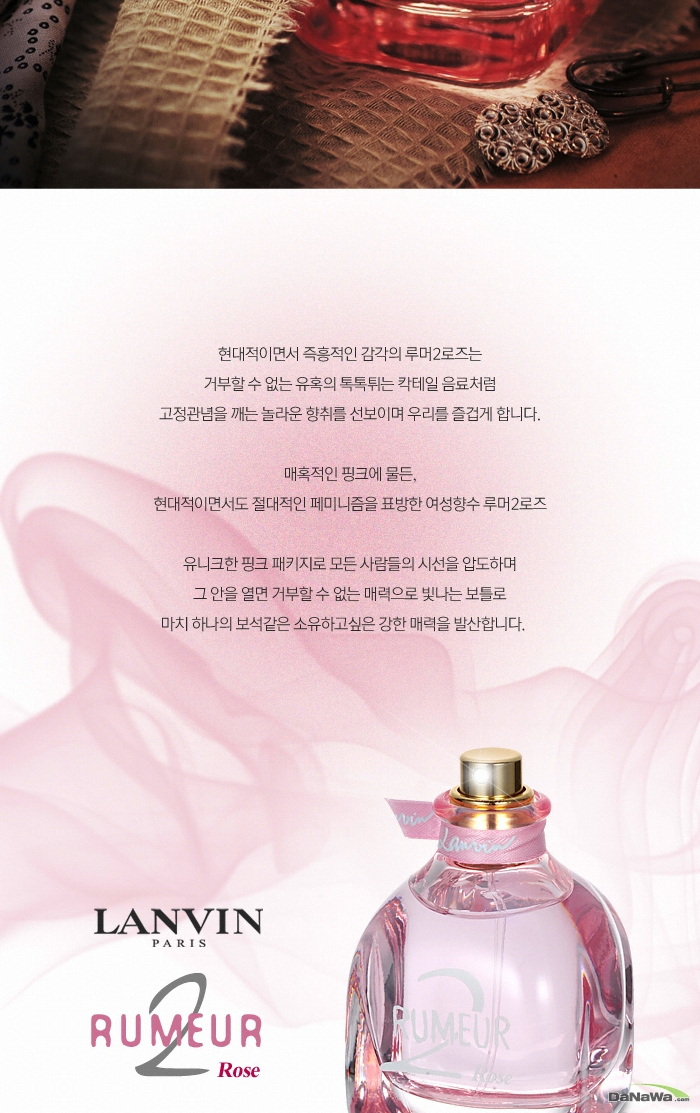 현대적이면서 즉흥적인 감각의 루머2로즈는
거부할 수 없는 유혹의 톡톡튀는 칵테일 음료처럼
고정관념을 깨는 놀라운 향취를 선보이며 우리를 즐겁게 합니다.
매혹적인 핑크에 물든,
현대적이면서도 절대적인 페미니즘을 표방한 여성향수 루머2로즈
유니크한 핑크 패키지로 모든 사람들의 시선을 압도하며
그 안을 열면 거부할 수 없는 매력으로 빛나는 보틀로
마치 하나의 보석같은 소유하고싶은 강한 매력을 발산합니다.
Lanvin
LANVIN
PARIS
RUMEUR
2
Rose
RUMEUR
2
Rose
DaNaWa.com